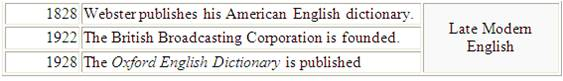 1828 Webster publishes his American English dictionary.
1922 The British Broadcasting Corporation is founded.
1928 The Oxford English Dictionary is published
Late Modern
English